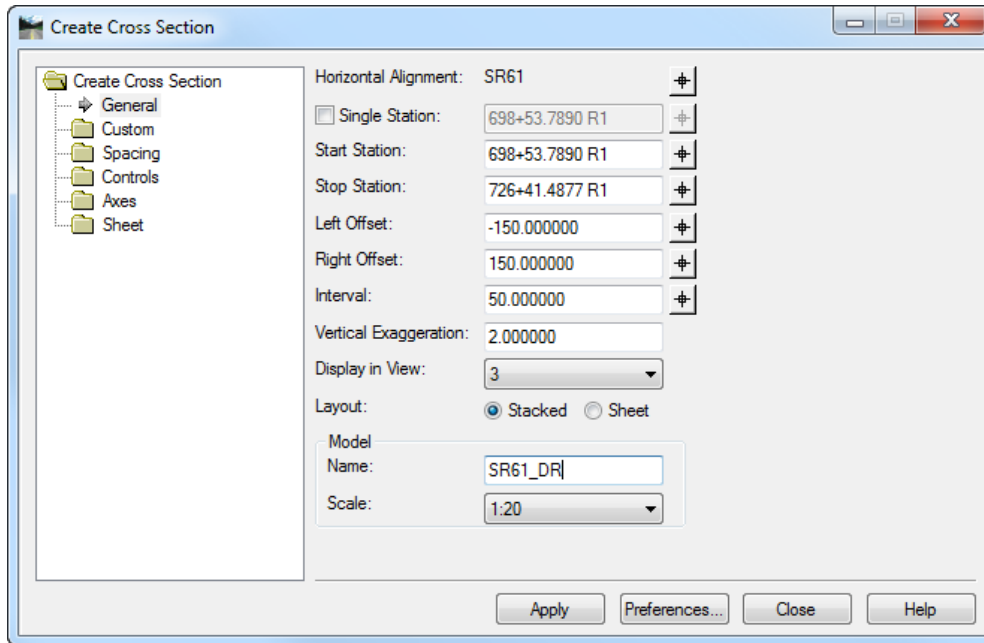 Create Cross Section
Create Cross Section
General
Custom
Spacing
Controls
Axes
Sheet
Horizontal Alignment: SR61
Single Station: 698+53.7890 R1
Start Station: 698+53.7890 R1
Stop Station: 726+41.4877 R1
Left Offset: -150.000000
Right Offset: 150.000000
Interval: 50.000000
Vertical Exaggeration: 2.000000
Display in View: 3
Layout: Stacked Sheet
Model
Name: SR61_DR
Scale: 1:20
Apply Preferences... Close Help